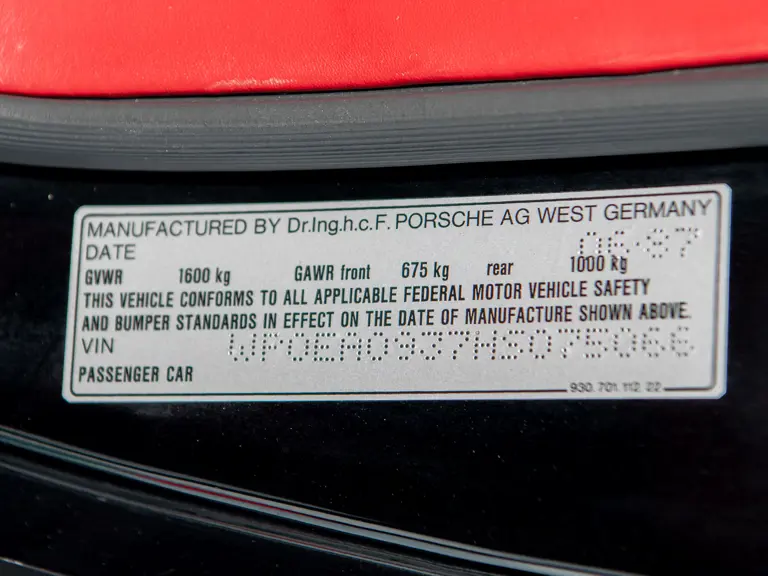 MANUFACTURED BY Dr.Ing.h.c.F. PORSCHE AG WEST GERMANY
DATE 06-87
GVWR 1600 kg GAWR front 675 kg rear 1000 kg
THIS VEHICLE CONFORMS TO ALL APPLICABLE FEDERAL MOTOR VEHICLE SAFETY
AND BUMPER STANDARDS IN EFFECT ON THE DATE OF MANUFACTURE SHOWN ABOVE.
VIN WP0EA0937HS075066
PASSENGER CAR 930. 701. 112. 22